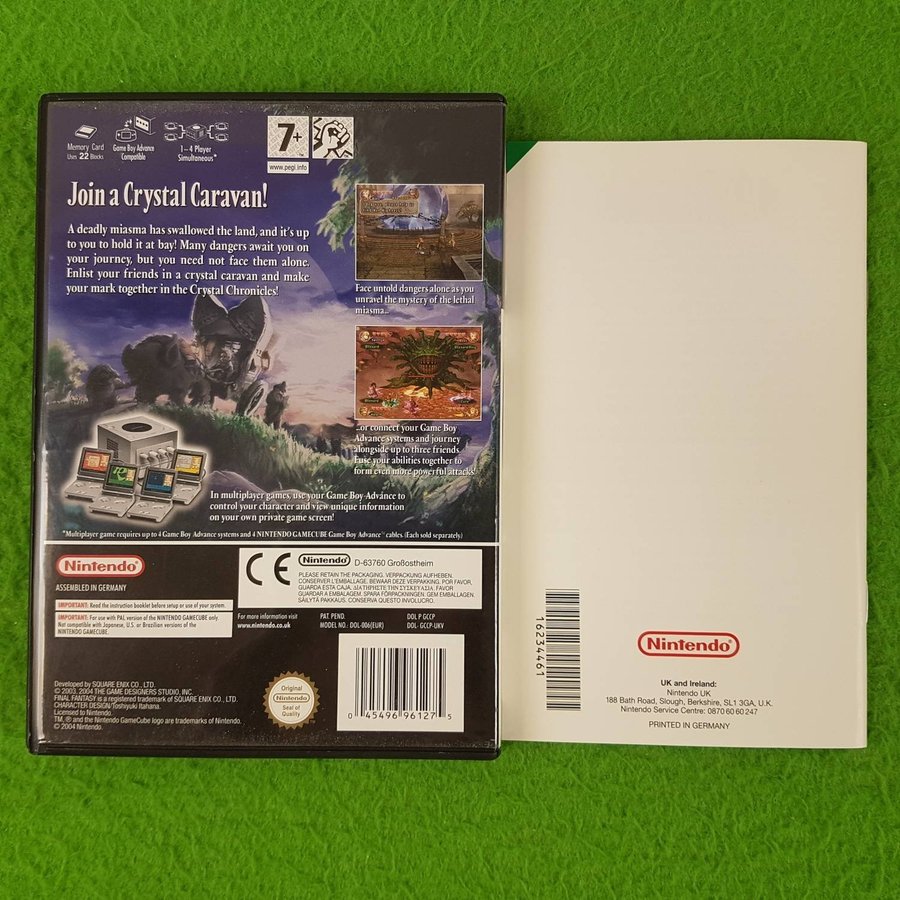 Memory Card
Uses 22 Blocks
Game Boy Advance
Compatible
1–4 Player
Simultaneous*
7+
www.pegi.info
Join a Crystal Caravan!
A deadly miasma has swallowed the land, and it's up
to you to hold it at bay! Many dangers await you on
your journey, but you need not face them alone.
Enlist your friends in a crystal caravan and make
your mark together in the Crystal Chronicles!
Face untold dangers alone as you
unravel the mystery of the lethal
miasma...
...or connect your Game Boy
Advance systems and journey
alongside up to three friends.
Fuse your abilities together to
form even more powerful attacks!
In multiplayer games, use your Game Boy Advance to
control your character and view unique information
on your own private game screen!
*Multiplayer game requires up to 4 Game Boy Advance systems and 4 NINTENDO GAMECUBE Game Boy Advance™ cables. (Each sold separately)
Nintendo®
ASSEMBLED IN GERMANY
IMPORTANT: Read the instruction booklet before setup or use of your system.
IMPORTANT: For use with PAL version of the NINTENDO GAMECUBE only.
Not compatible with Japanese, U.S. or Brazilian versions of the
NINTENDO GAMECUBE.
CE
Nintendo® D-63760 Großostheim
PLEASE RETAIN THE PACKAGING. VERPACKUNG AUFHEBEN.
CONSERVER L'EMBALLAGE. BEWAAR DEZE VERPAKKING. POR FAVOR,
GUARDA ESTA CAJA. ΔΙΑΤΗΡΗΣΤΕ ΤΗΝ ΣΥΣΚΕΥΑΣΙΑ. FAVOR
GUARDAR A EMBALAGEM. SPARA FÖRPACKNINGEN. GEM EMBALLAGEN.
SÄILYTÄ PAKKAUS. CONSERVA QUESTO INVOLUCRO.
For more information visit
www.nintendo.co.uk
PAT. PEND.
MODEL NO.: DOL-006(EUR)
DOL P GCCP
DOL- GCCP-UKV
Developed by SQUARE ENIX CO., LTD.
© 2003, 2004 THE GAME DESIGNERS STUDIO, INC.
FINAL FANTASY is a registered trademark of SQUARE ENIX CO., LTD.
CHARACTER DESIGN:Toshiyuki Itahana.
Licensed to Nintendo.
TM, ® and the Nintendo GameCube logo are trademarks of Nintendo.
© 2004 Nintendo.
Original
Nintendo
Seal of
Quality
0 45496 96127 5
16234461
Nintendo®
UK and Ireland:
Nintendo UK
188 Bath Road, Slough, Berkshire, SL1 3GA, U.K.
Nintendo Service Centre: 0870 60 60 247
PRINTED IN GERMANY